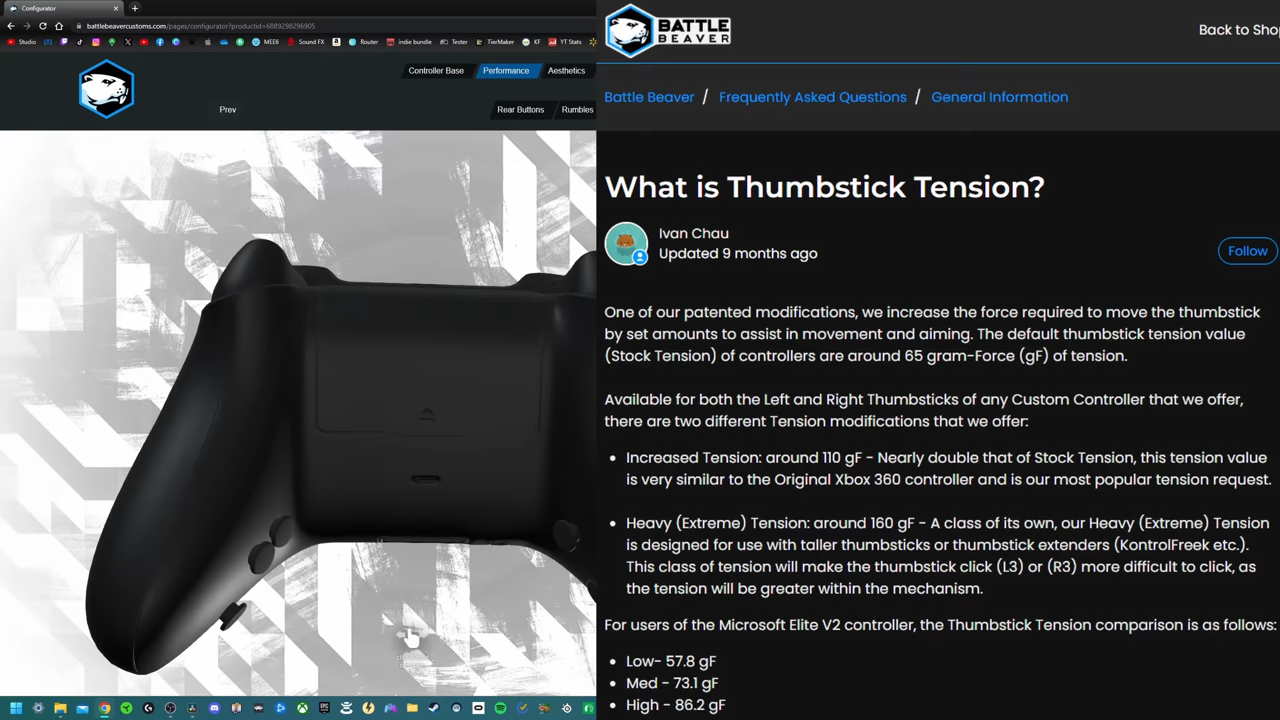 Configurator
battlebeavercustoms.com/pages/configurator?productid=6889298296905
Studio
MEE6
Sound FX
Router
indie bundle
Tester
TierMaker
KF
YT Stats
Controller Base
Performance
Aesthetics
Prev
Rear Buttons
Rumbles
BATTLE
BEAVER
Back to Shop
Battle Beaver / Frequently Asked Questions / General Information
What is Thumbstick Tension?
Ivan Chau
Updated 9 months ago
Follow
One of our patented modifications, we increase the force required to move the thumbstick
by set amounts to assist in movement and aiming. The default thumbstick tension value
(Stock Tension) of controllers are around 65 gram-Force (gF) of tension.
Available for both the Left and Right Thumbsticks of any Custom Controller that we offer,
there are two different Tension modifications that we offer:
• Increased Tension: around 110 gF - Nearly double that of Stock Tension, this tension value
is very similar to the Original Xbox 360 controller and is our most popular tension request.
• Heavy (Extreme) Tension: around 160 gF - A class of its own, our Heavy (Extreme) Tension
is designed for use with taller thumbsticks or thumbstick extenders (KontrolFreek etc.).
This class of tension will make the thumbstick click (L3) or (R3) more difficult to click, as
the tension will be greater within the mechanism.
For users of the Microsoft Elite V2 controller, the Thumbstick Tension comparison is as follows:
• Low- 57.8 gF
• Med - 73.1 gF
• High - 86.2 gF